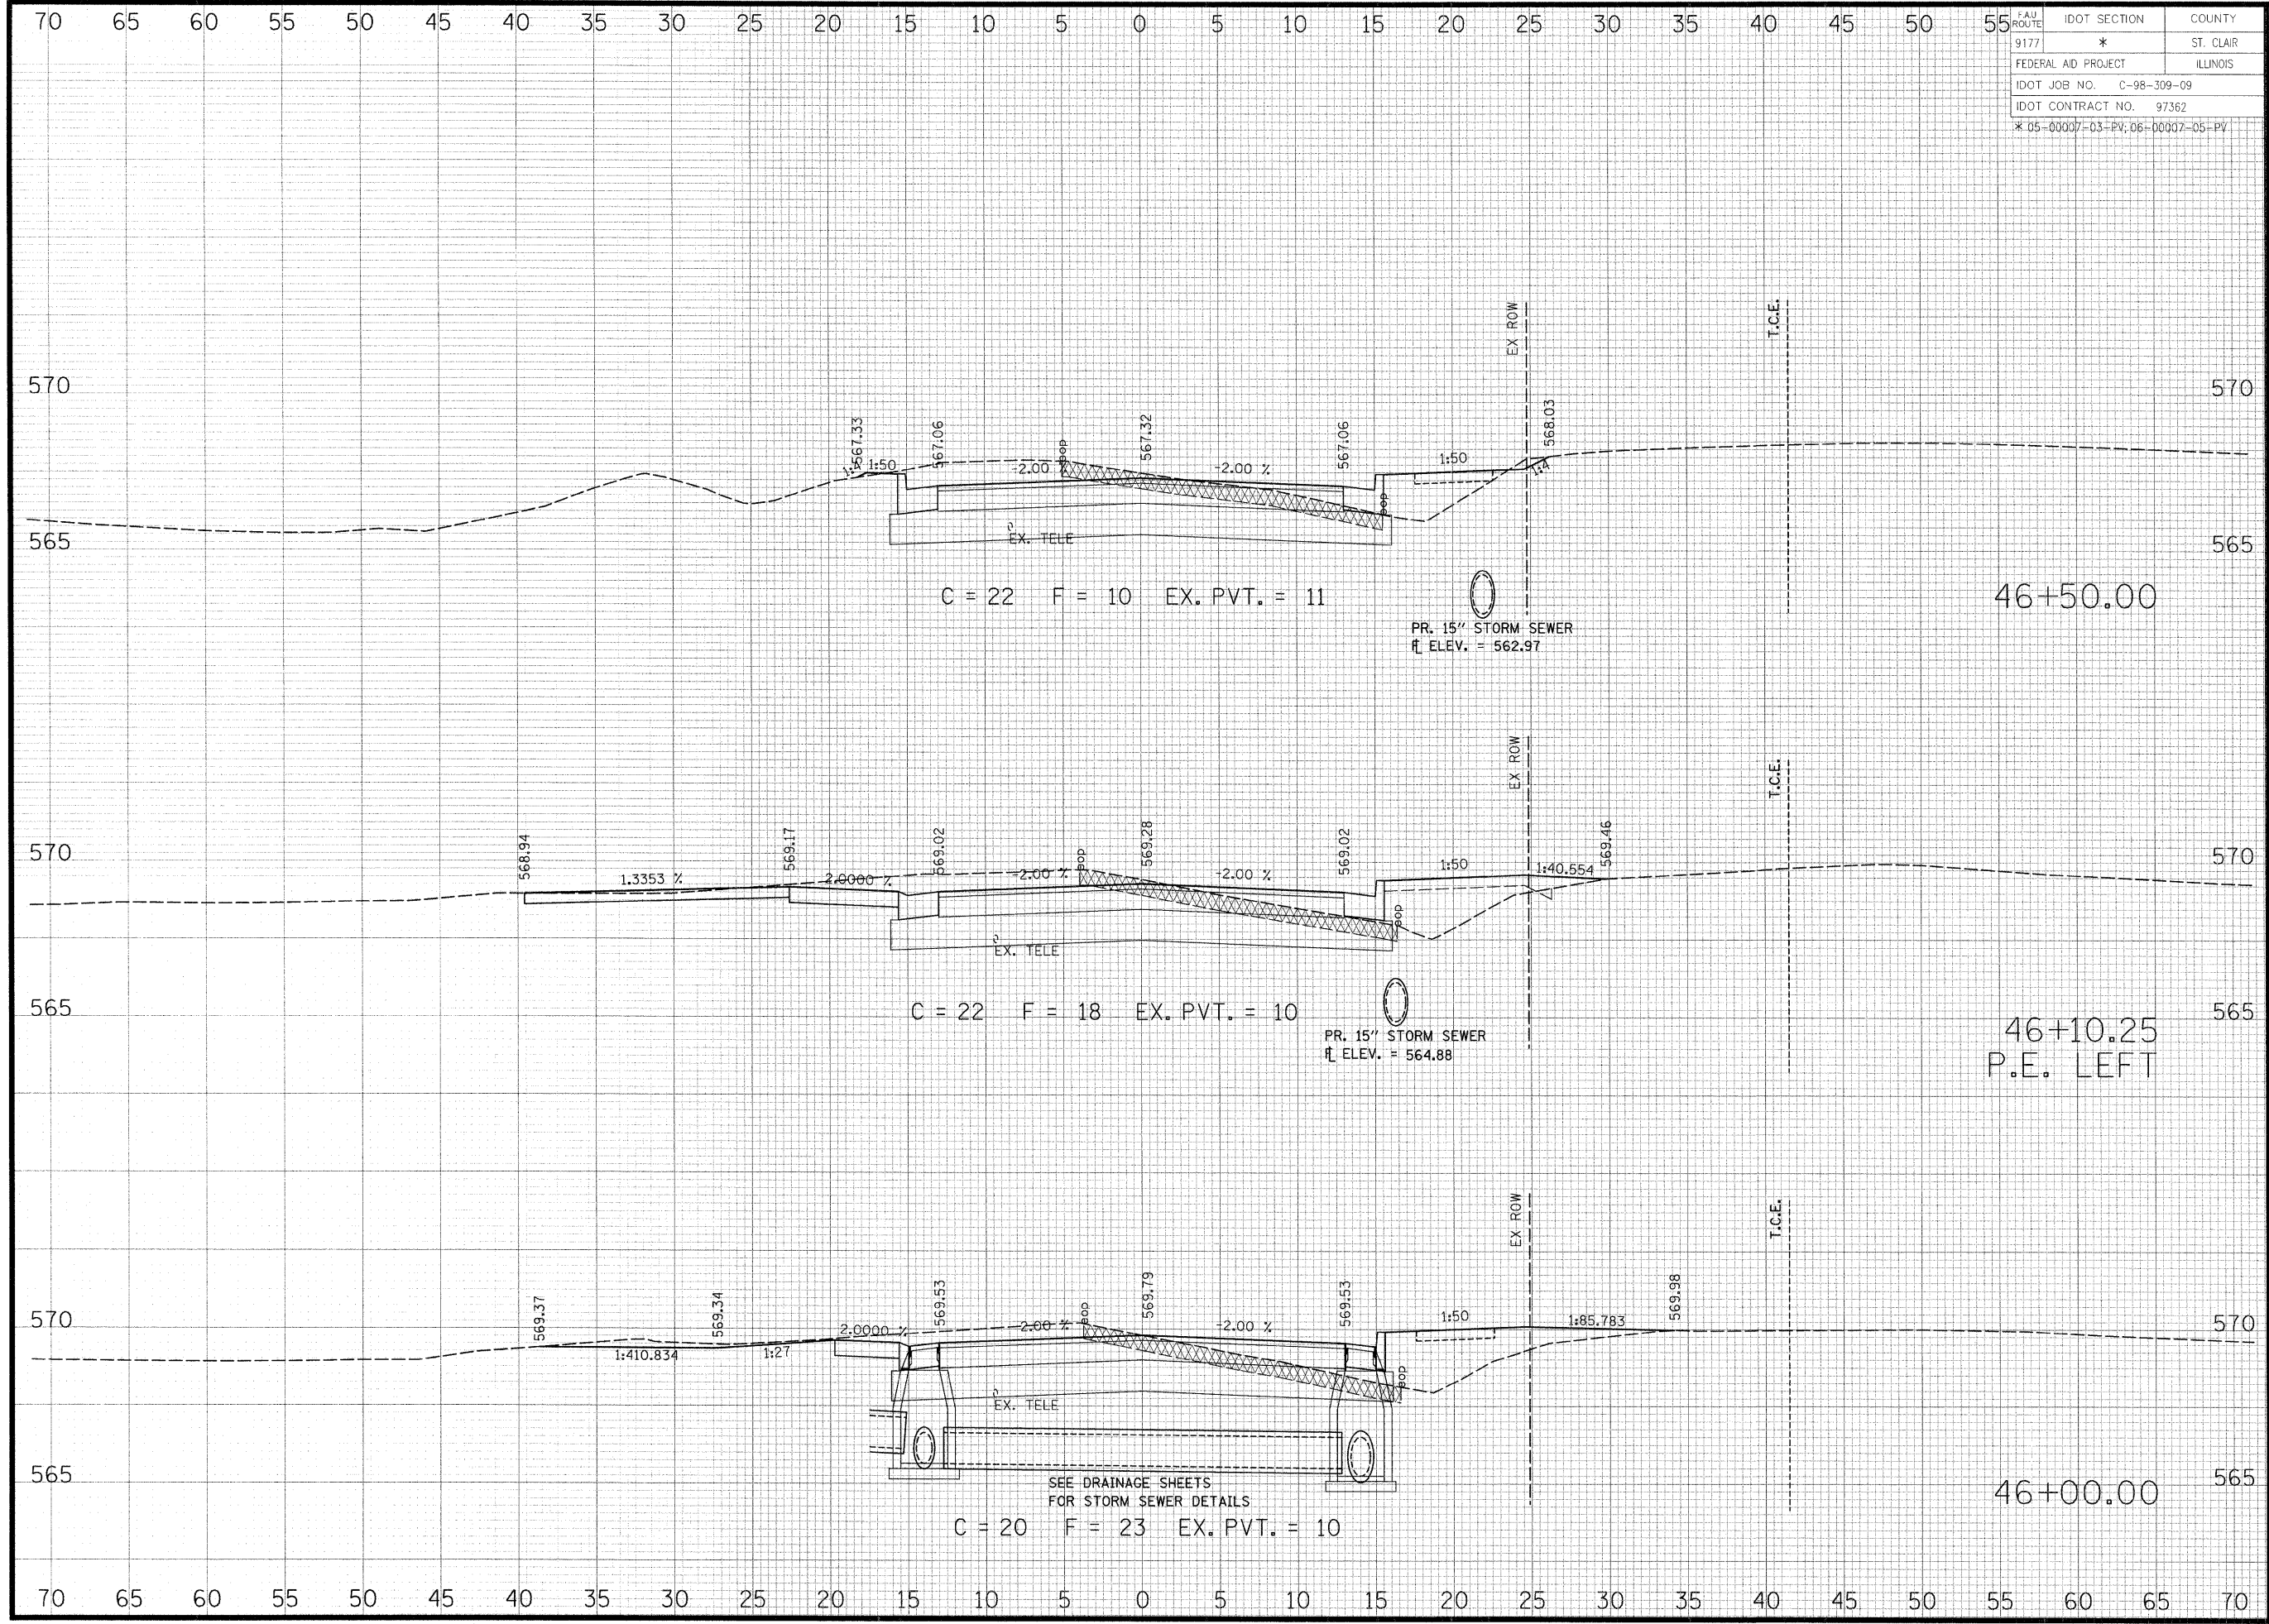 70 65 60 55 50 45 40 35 30 25 20 15 10 5 0 5 10 15 20 25 30 35 40 45 50 55
F.A.U ROUTE IDOT SECTION COUNTY
9177 * ST. CLAIR
FEDERAL AID PROJECT ILLINOIS
IDOT JOB NO. C-98-309-09
IDOT CONTRACT NO. 97362
* 05-00007-03-PV; 06-00007-05-PV
EX ROW
T.C.E.
570 570
567.33 567.06 eop 567.32 567.06 568.03
1:4 1:50 -2.00 % -2.00 % 1:50 1:4
eop
EX. TELE
565 565
C = 22 F = 10 EX. PVT. = 11
46+50.00
PR. 15" STORM SEWER
FL ELEV. = 562.97
EX ROW
T.C.E.
570 570
568.94 569.17 569.02 eop 569.28 569.02 569.46
1.3353 % 2.0000 % -2.00 % -2.00 % 1:50 1:40.554
eop
EX. TELE
565 565
C = 22 F = 18 EX. PVT. = 10
46+10.25
P.E. LEFT
PR. 15" STORM SEWER
FL ELEV. = 564.88
EX ROW
T.C.E.
570 570
569.37 569.34 569.53 eop 569.79 569.53 569.98
2.0000 % -2.00 % -2.00 % 1:50 1:85.783
1:410.834 1:27
eop
EX. TELE
565 565
SEE DRAINAGE SHEETS
FOR STORM SEWER DETAILS
46+00.00
C = 20 F = 23 EX. PVT. = 10
70 65 60 55 50 45 40 35 30 25 20 15 10 5 0 5 10 15 20 25 30 35 40 45 50 55 60 65 70